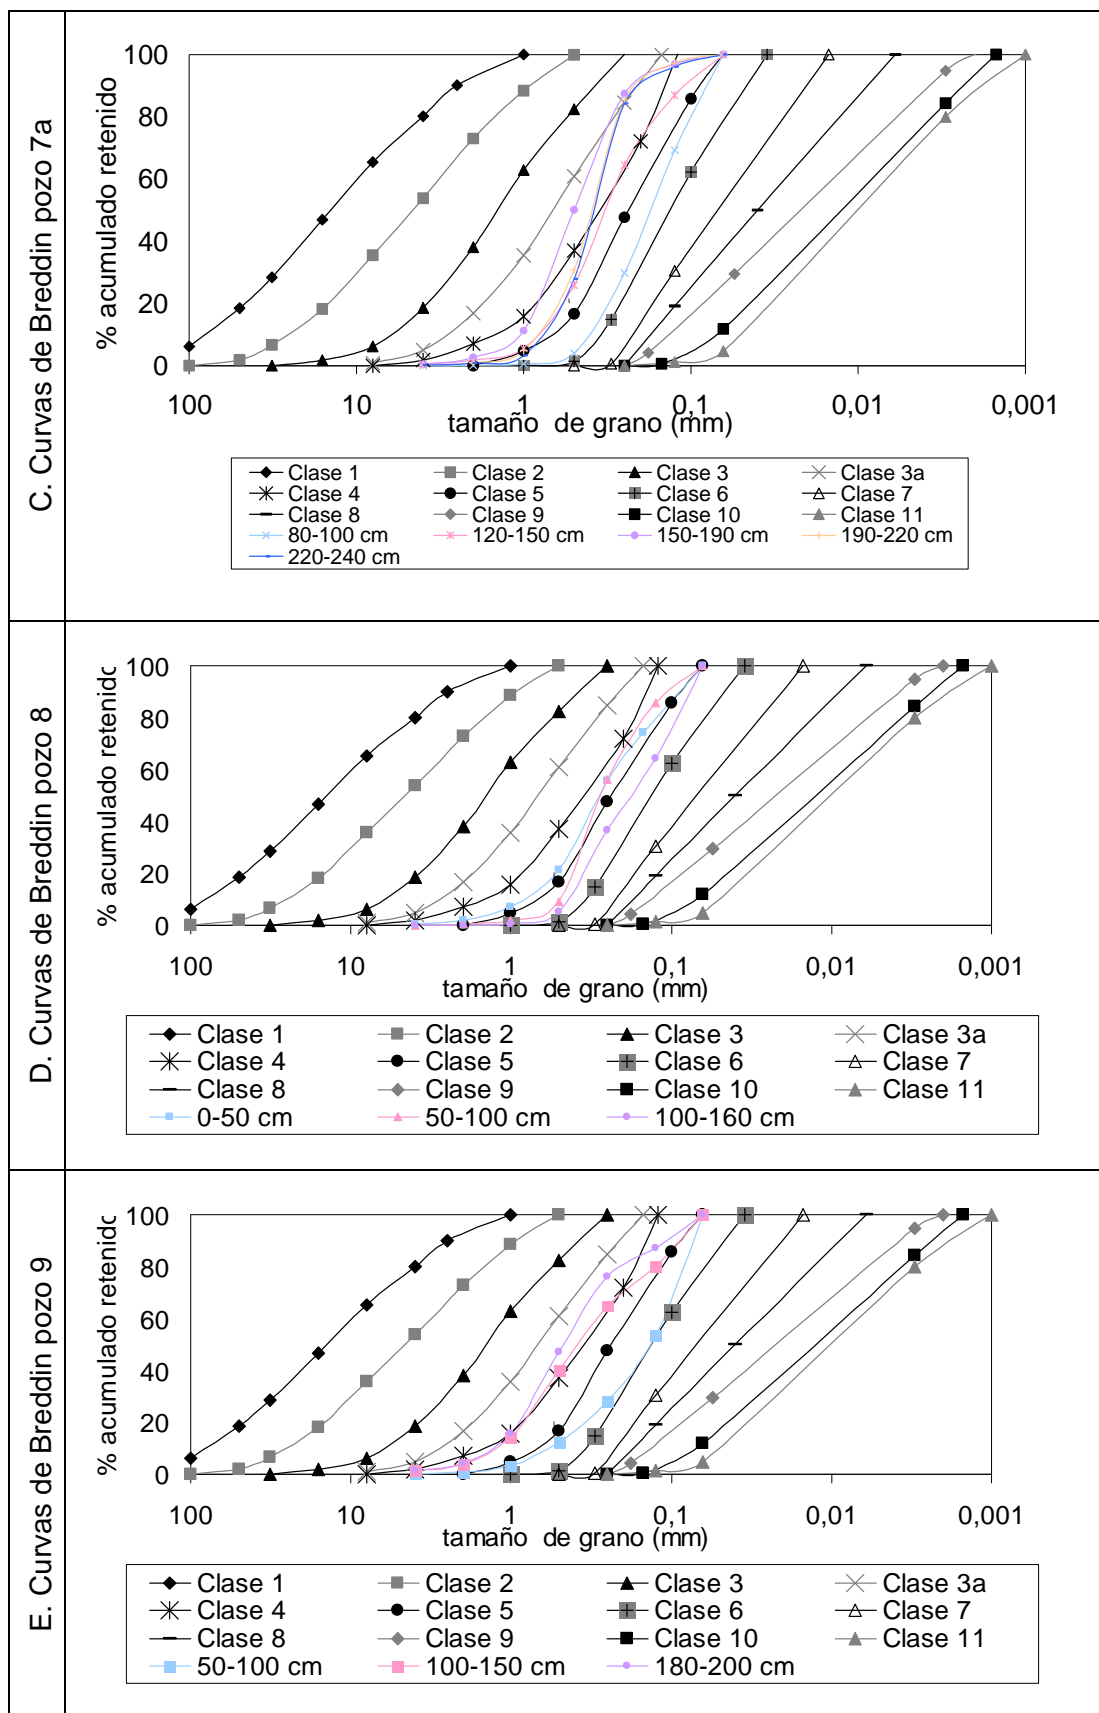 C. Curvas de Breddin pozo 7a
% acumulado retenido
100
80
60
40
20
0
100 10 1 0,1 0,01 0,001
tamaño de grano (mm)
Clase 1 Clase 2 Clase 3 Clase 3a
Clase 4 Clase 5 Clase 6 Clase 7
Clase 8 Clase 9 Clase 10 Clase 11
80-100 cm 120-150 cm 150-190 cm 190-220 cm
220-240 cm
D. Curvas de Breddin pozo 8
% acumulado retenido
100
80
60
40
20
0
100 10 1 0,1 0,01 0,001
tamaño de grano (mm)
Clase 1 Clase 2 Clase 3 Clase 3a
Clase 4 Clase 5 Clase 6 Clase 7
Clase 8 Clase 9 Clase 10 Clase 11
0-50 cm 50-100 cm 100-160 cm
E. Curvas de Breddin pozo 9
% acumulado retenido
100
80
60
40
20
0
100 10 1 0,1 0,01 0,001
tamaño de grano (mm)
Clase 1 Clase 2 Clase 3 Clase 3a
Clase 4 Clase 5 Clase 6 Clase 7
Clase 8 Clase 9 Clase 10 Clase 11
50-100 cm 100-150 cm 180-200 cm